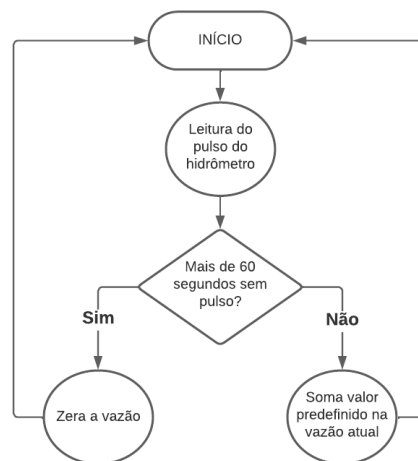 INÍCIO
Leitura do
pulso do
hidrômetro
Mais de 60
segundos sem
pulso?
Sim
Não
Zera a vazão
Soma valor
predefinido na
vazão atual